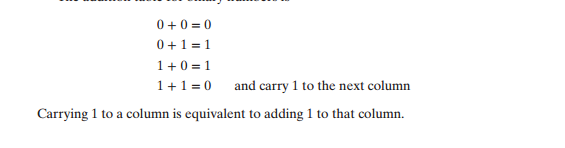 0 + 0 = 0
0 + 1 = 1
1 + 0 = 1
1 + 1 = 0 and carry 1 to the next column
Carrying 1 to a column is equivalent to adding 1 to that column.